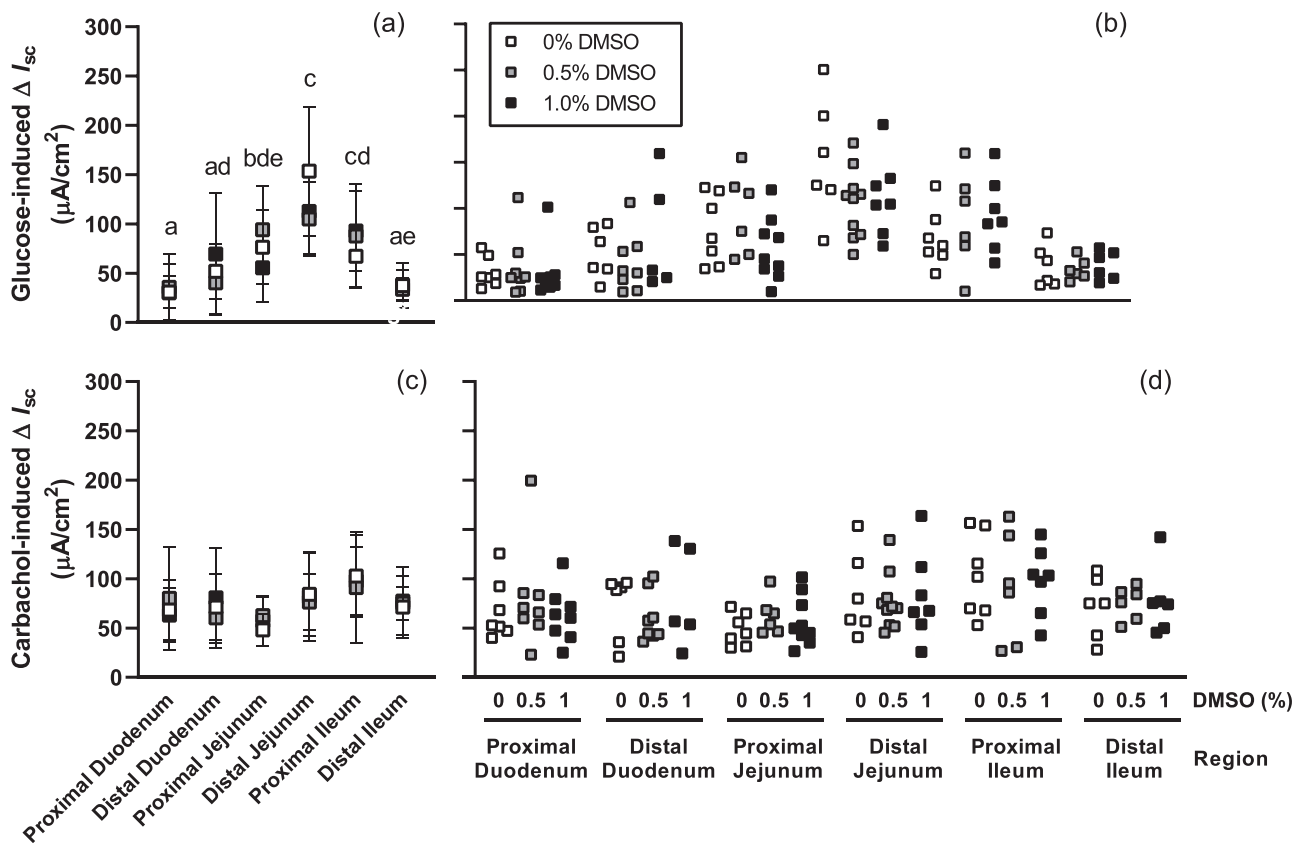 Glucose-induced Δ Isc
(μA/cm²)
300
250
200
150
100
50
0
(a)
a
ad
bde
c
cd
ae
(b)
0% DMSO
0.5% DMSO
1.0% DMSO
Carbachol-induced Δ Isc
(μA/cm²)
300
250
200
150
100
50
0
(c)
Proximal Duodenum
Distal Duodenum
Proximal Jejunum
Distal Jejunum
Proximal Ileum
Distal Ileum
(d)
0 0.5 1 0 0.5 1 0 0.5 1 0 0.5 1 0 0.5 1 0 0.5 1 DMSO (%)
Proximal Distal Proximal Distal Proximal Distal
Duodenum Duodenum Jejunum Jejunum Ileum Ileum
Region